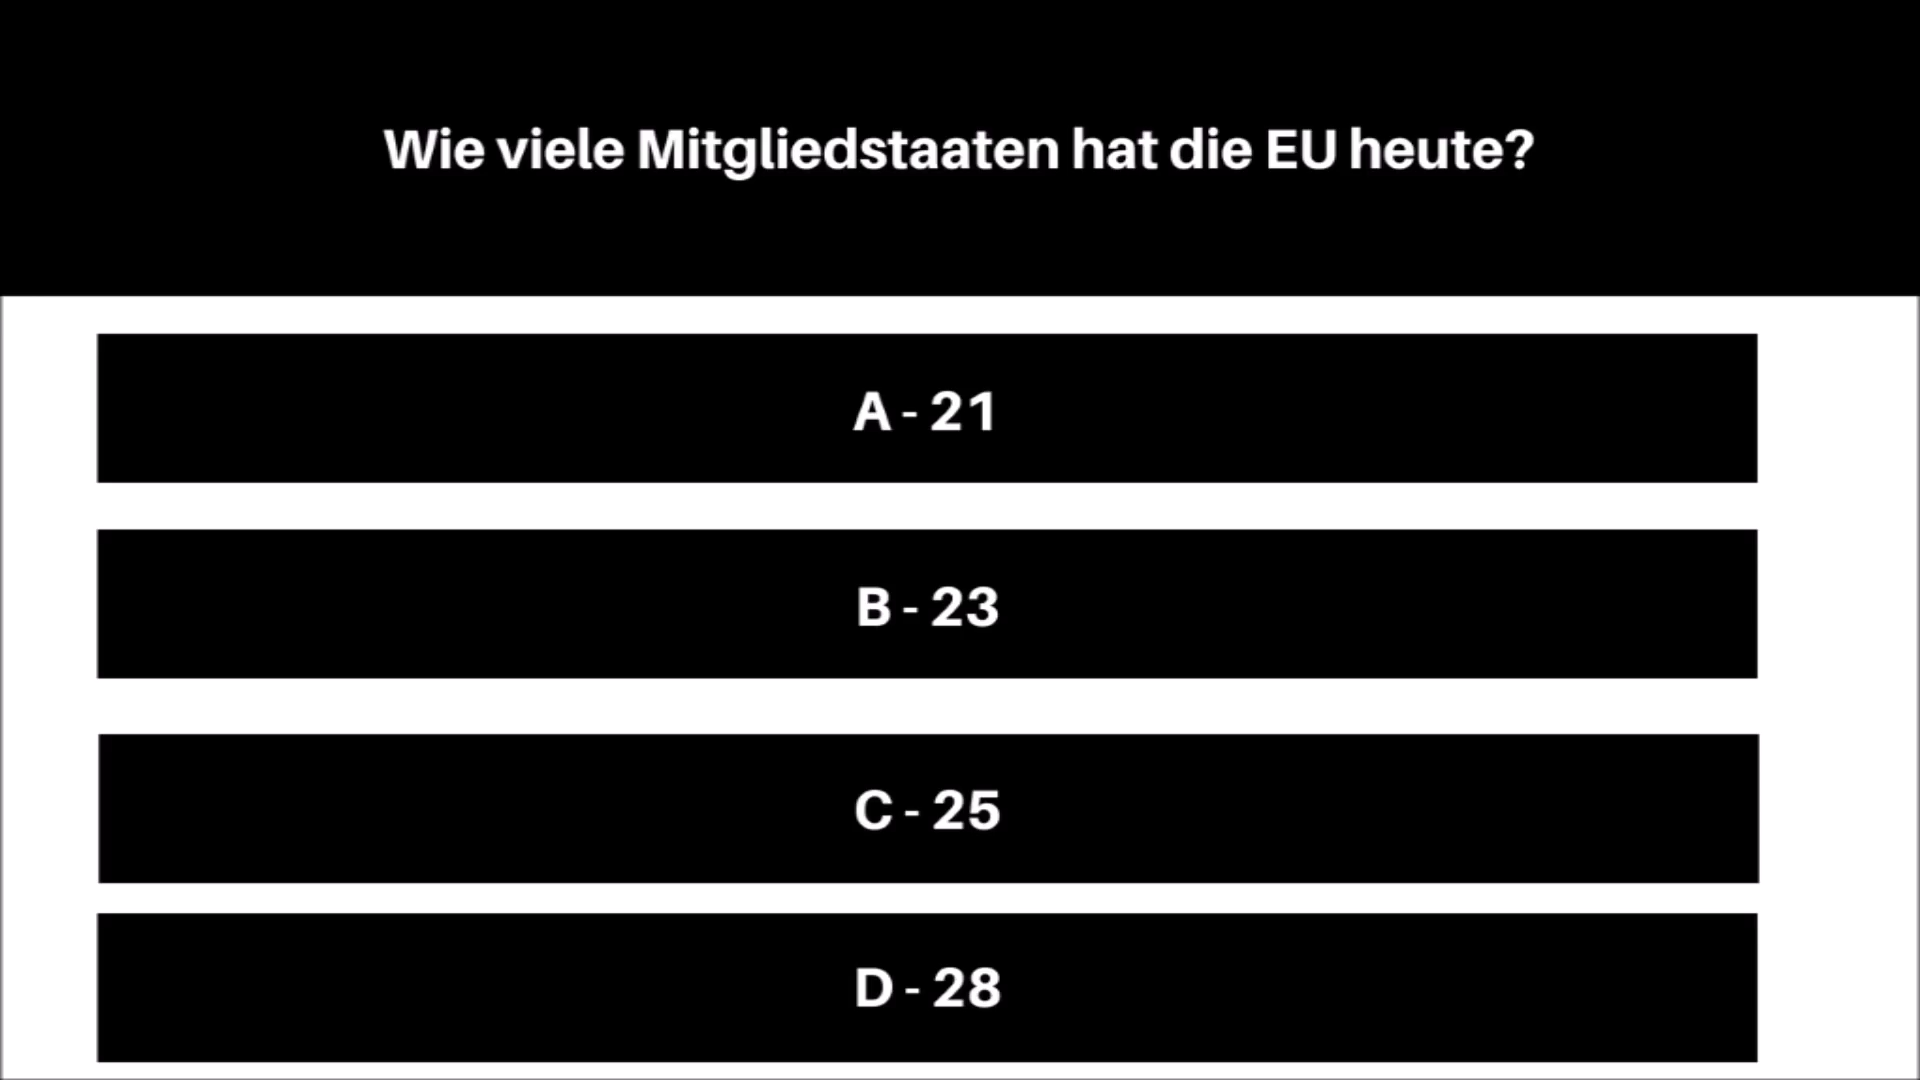 Wie viele Mitgliedstaaten hat die EU heute?
A - 21
B - 23
C - 25
D - 28